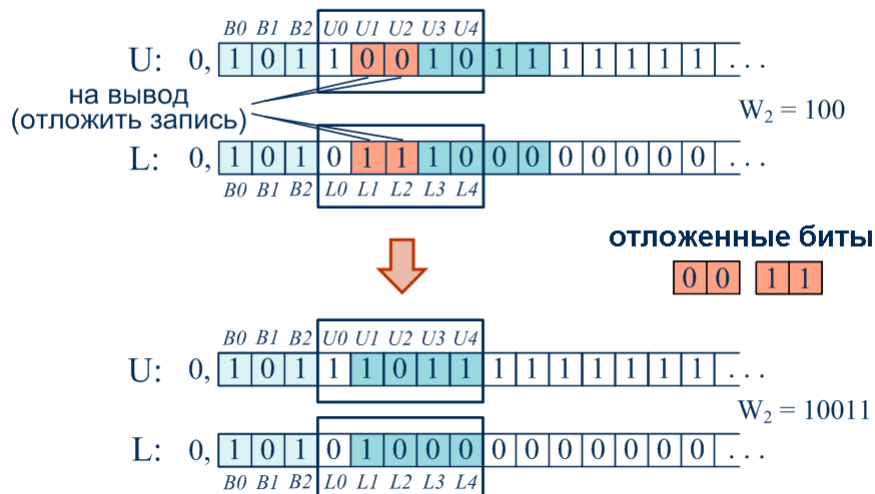 B0 B1 B2 U0 U1 U2 U3 U4
U: 0, 1 0 1 1 0 0 1 0 1 1 1 1 1 1 1 ...
на вывод
(отложить запись)
W₂ = 100
L: 0, 1 0 1 0 1 1 1 0 0 0 0 0 0 0 0 ...
B0 B1 B2 L0 L1 L2 L3 L4
отложенные биты
0 0 1 1
B0 B1 B2 U0 U1 U2 U3 U4
U: 0, 1 0 1 1 1 0 1 1 1 1 1 1 1 1 1 ...
W₂ = 10011
L: 0, 1 0 1 0 1 0 0 0 0 0 0 0 0 0 0 ...
B0 B1 B2 L0 L1 L2 L3 L4